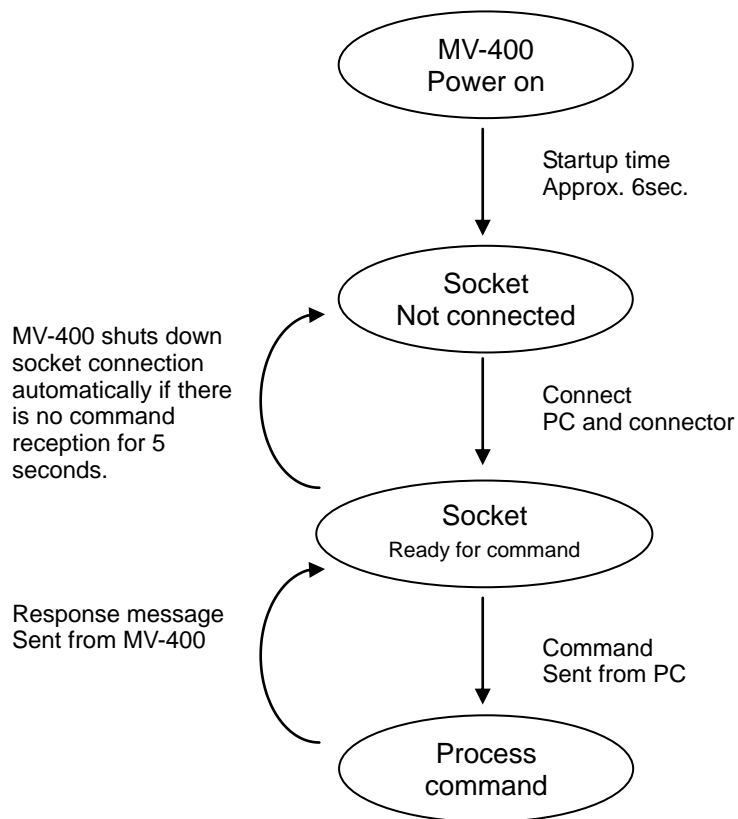 MV-400
Power on
Startup time
Approx. 6sec.
Socket
Not connected
MV-400 shuts down
socket connection
automatically if there
is no command
reception for 5
seconds.
Connect
PC and connector
Socket
Ready for command
Response message
Sent from MV-400
Command
Sent from PC
Process
command